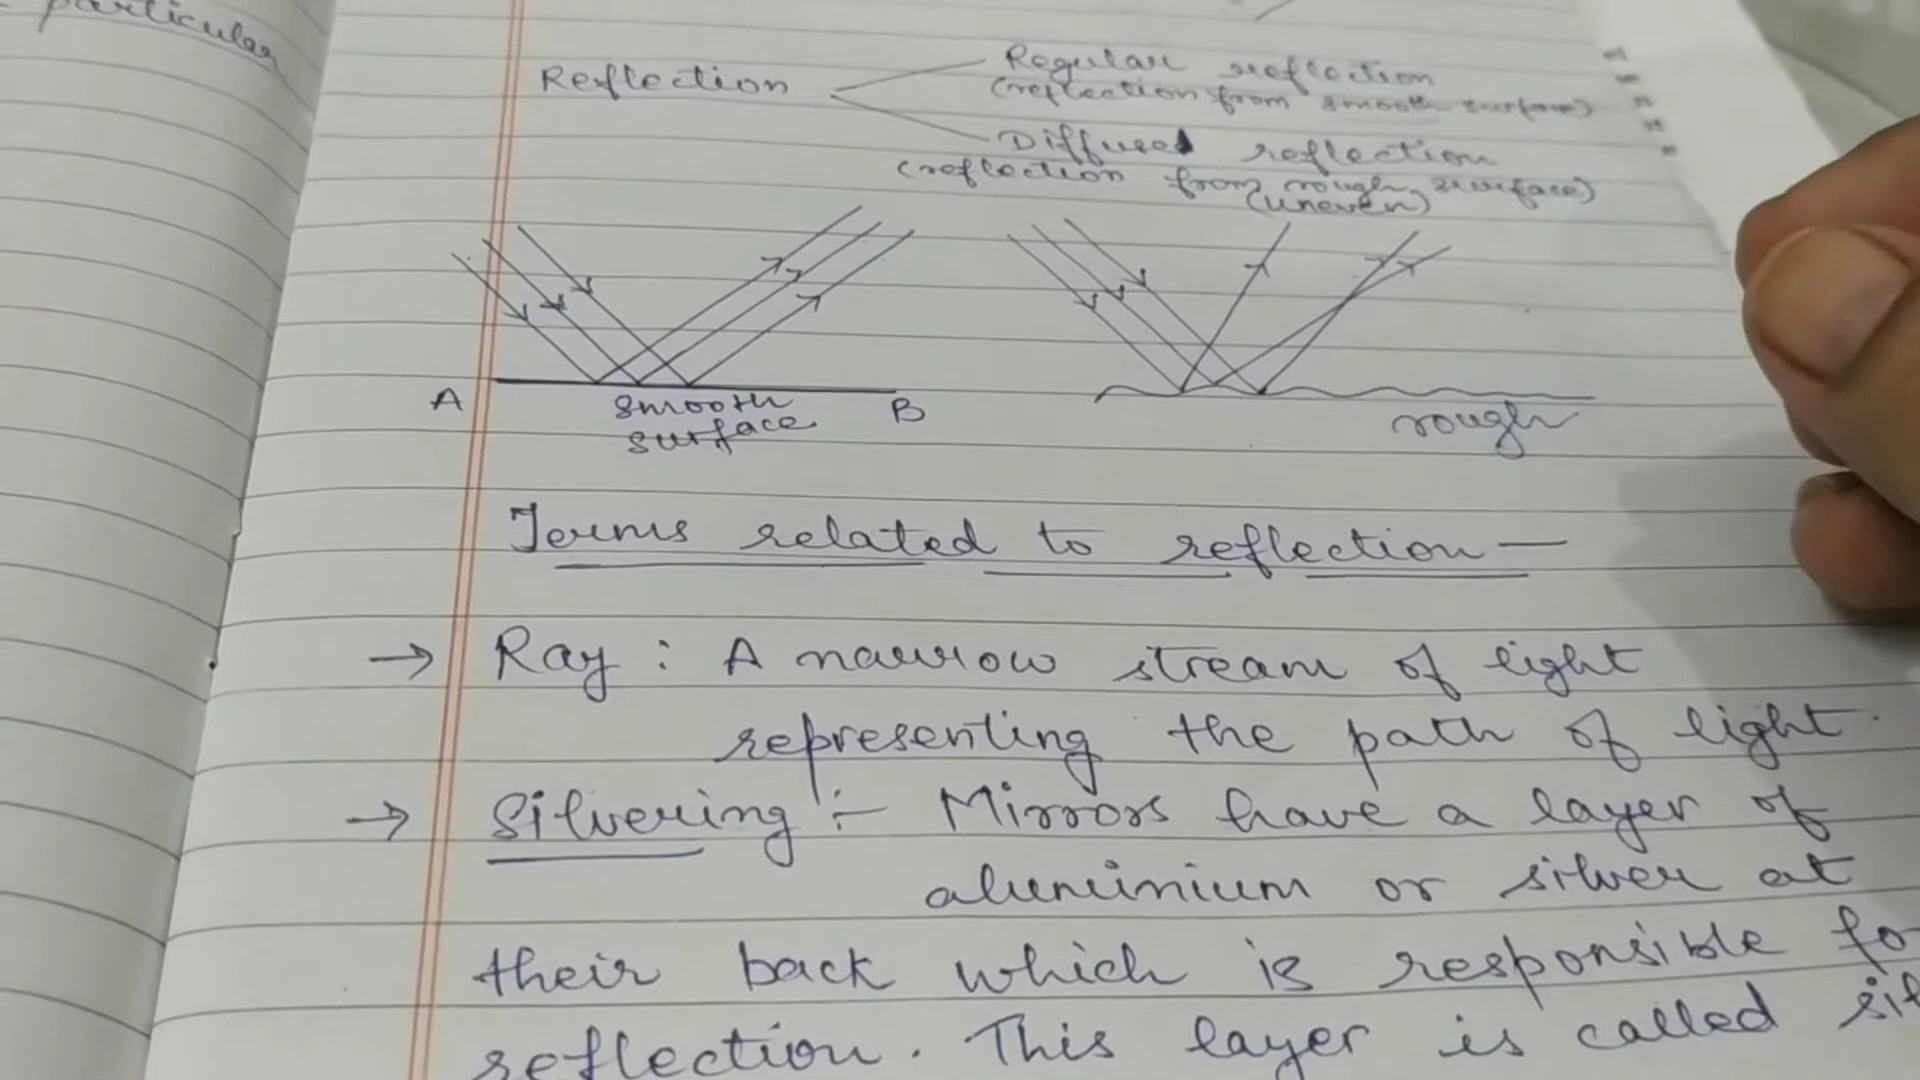 particular
Reflection
Regular reflection
(reflection from smooth surface)
Diffused reflection
(reflection from rough surface)
(uneven)
A
smooth
surface
B
rough
Terms related to reflection —
→ Ray : A narrow stream of light
representing the path of light.
→ Silvering :- Mirrors have a layer of
aluminium or silver at
their back which is responsible fo
reflection. This layer is called sil